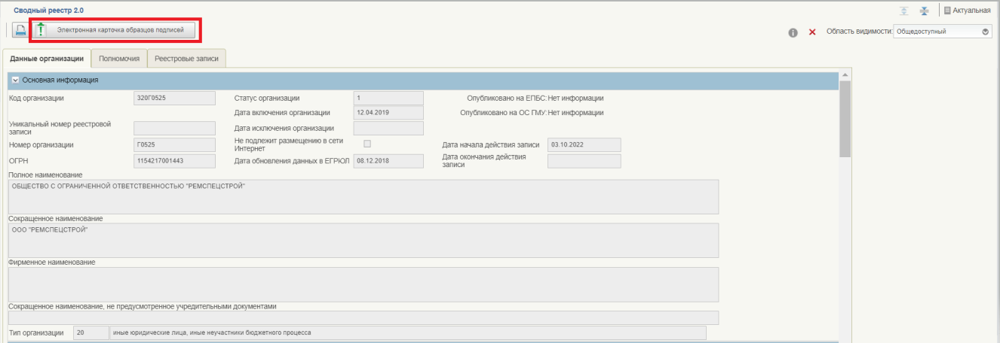 Сводный реестр 2.0
Актуальная
Электронная карточка образцов подписей
Область видимости: Общедоступный
Данные организации Полномочия Реестровые записи
Основная информация
Код организации 320Г0525 Статус организации 1 Опубликовано на ЕПБС: Нет информации
Дата включения организации 12.04.2019 Опубликовано на ОС ГМУ: Нет информации
Уникальный номер реестровой
записи
Дата исключения организации
Номер организации Г0525
Не подлежит размещению в сети
Интернет
Дата начала действия записи 03.10.2022
ОГРН 1154217001443 Дата обновления данных в ЕГРЮЛ 08.12.2018
Дата окончания действия
записи
Полное наименование
ОБЩЕСТВО С ОГРАНИЧЕННОЙ ОТВЕТСТВЕННОСТЬЮ "РЕМСПЕЦСТРОЙ"
Сокращенное наименование
ООО "РЕМСПЕЦСТРОЙ"
Фирменное наименование
Сокращенное наименование, не предусмотренное учредительными документами
Тип организации 20 иные юридические лица, иные неучастники бюджетного процесса